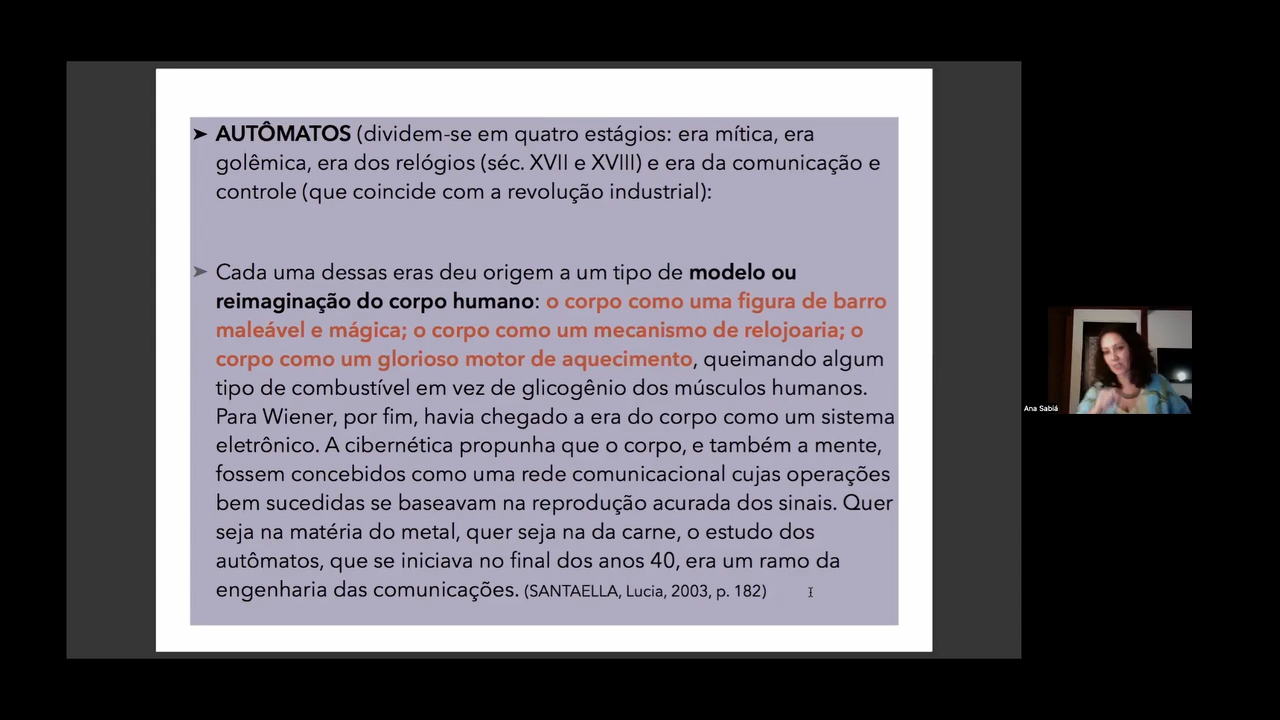 ➤ AUTÔMATOS (dividem-se em quatro estágios: era mítica, era
golêmica, era dos relógios (séc. XVII e XVIII) e era da comunicação e
controle (que coincide com a revolução industrial):
➤ Cada uma dessas eras deu origem a um tipo de modelo ou
reimaginação do corpo humano: o corpo como uma figura de barro
maleável e mágica; o corpo como um mecanismo de relojoaria; o
corpo como um glorioso motor de aquecimento, queimando algum
tipo de combustível em vez de glicogênio dos músculos humanos.
Para Wiener, por fim, havia chegado a era do corpo como um sistema
eletrônico. A cibernética propunha que o corpo, e também a mente,
fossem concebidos como uma rede comunicacional cujas operações
bem sucedidas se baseavam na reprodução acurada dos sinais. Quer
seja na matéria do metal, quer seja na da carne, o estudo dos
autômatos, que se iniciava no final dos anos 40, era um ramo da
engenharia das comunicações. (SANTAELLA, Lucia, 2003, p. 182)
Ana Sabiá